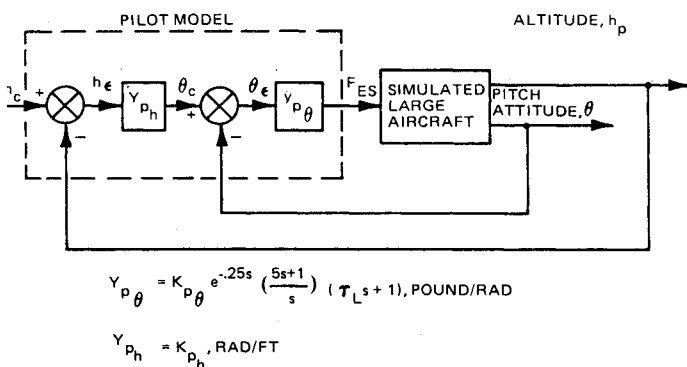 PILOT MODEL
ALTITUDE, h_p
c + h_ϵ Y_p_h θ_c + θ_ϵ Y_p_θ F_ES SIMULATED LARGE AIRCRAFT PITCH ATTITUDE, θ
− −
Y_p_θ = K_p_θ e^-.25s (5s+1/s) (τ_L s + 1), POUND/RAD
Y_p_h = K_p_h, RAD/FT